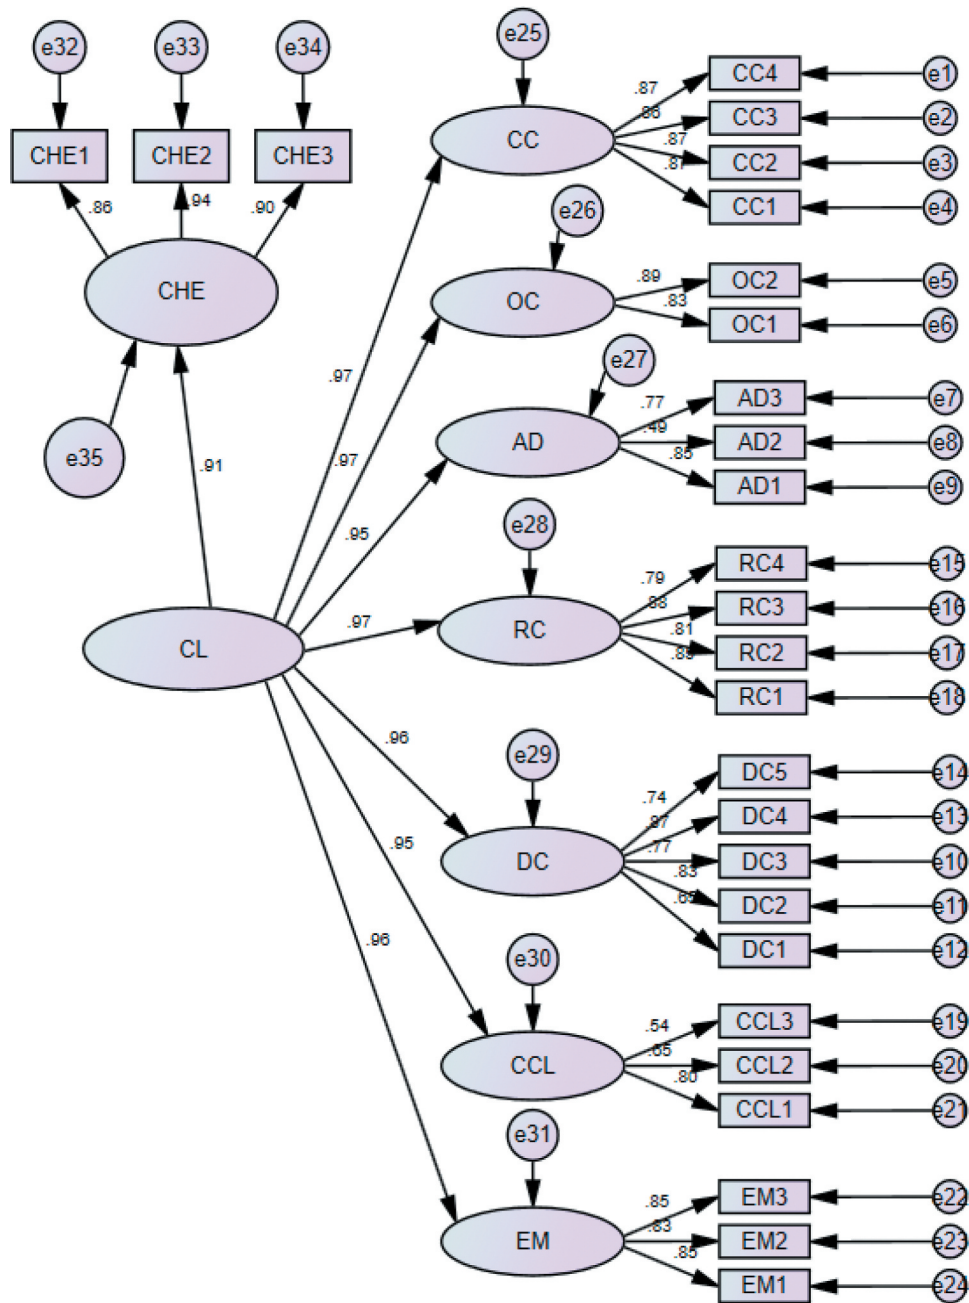 e32
e33
e34
e25
CHE1
CHE2
CHE3
.86
.94
.90
CHE
e35
.91
CL
.97
.97
.95
.97
.96
.95
.96
CC
.87
.86
.87
.87
CC4
e1
CC3
e2
CC2
e3
CC1
e4
e26
OC
.89
.83
OC2
e5
OC1
e6
e27
AD
.77
.49
.85
AD3
e7
AD2
e8
AD1
e9
e28
RC
.79
.88
.81
RC4
e15
RC3
e16
RC2
e17
RC1
e18
e29
DC
.74
.87
.77
.83
.65
DC5
e14
DC4
e13
DC3
e10
DC2
e11
DC1
e12
e30
CCL
.54
.65
.80
CCL3
e19
CCL2
e20
CCL1
e21
e31
EM
.85
.83
.85
EM3
e22
EM2
e23
EM1
e24